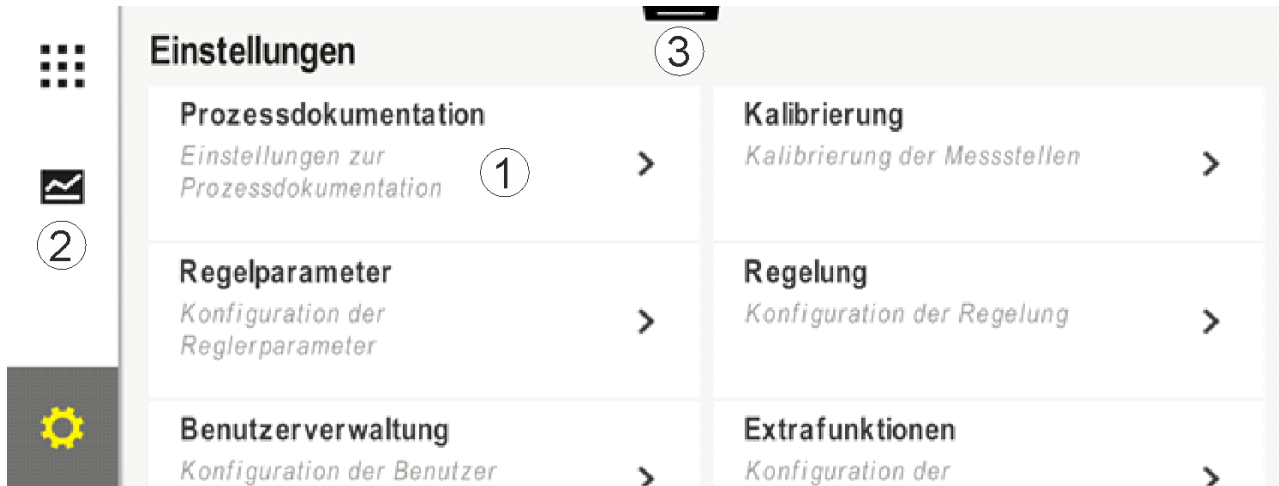 Einstellungen
3
Prozessdokumentation
Einstellungen zur
Prozessdokumentation
1
Kalibrierung
Kalibrierung der Messstellen
2
Regelparameter
Konfiguration der
Reglerparameter
Regelung
Konfiguration der Regelung
Benutzerverwaltung
Konfiguration der Benutzer
Extrafunktionen
Konfiguration der